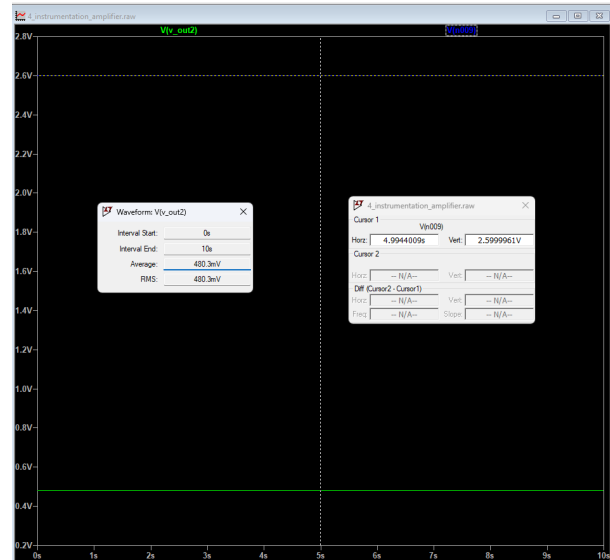 4_instrumentation_amplifier.raw
V(v_out2)
V(n009)
2.8V
2.6V
2.4V
2.2V
2.0V
1.8V
1.6V
1.4V
1.2V
1.0V
0.8V
0.6V
0.4V
0.2V
0s
1s
2s
3s
4s
5s
6s
7s
8s
9s
10s
Waveform: V(v_out2)
Interval Start: 0s
Interval End: 10s
Average: 480.3mV
RMS: 480.3mV
4_instrumentation_amplifier.raw
Cursor 1
V(n009)
Horz: 4.9944009s Vert: 2.5999961V
Cursor 2
Horz -- N/A-- Vert -- N/A--
Diff (Cursor2 - Cursor1)
Horz -- N/A-- Vert -- N/A--
Freq -- N/A-- Slope: -- N/A--